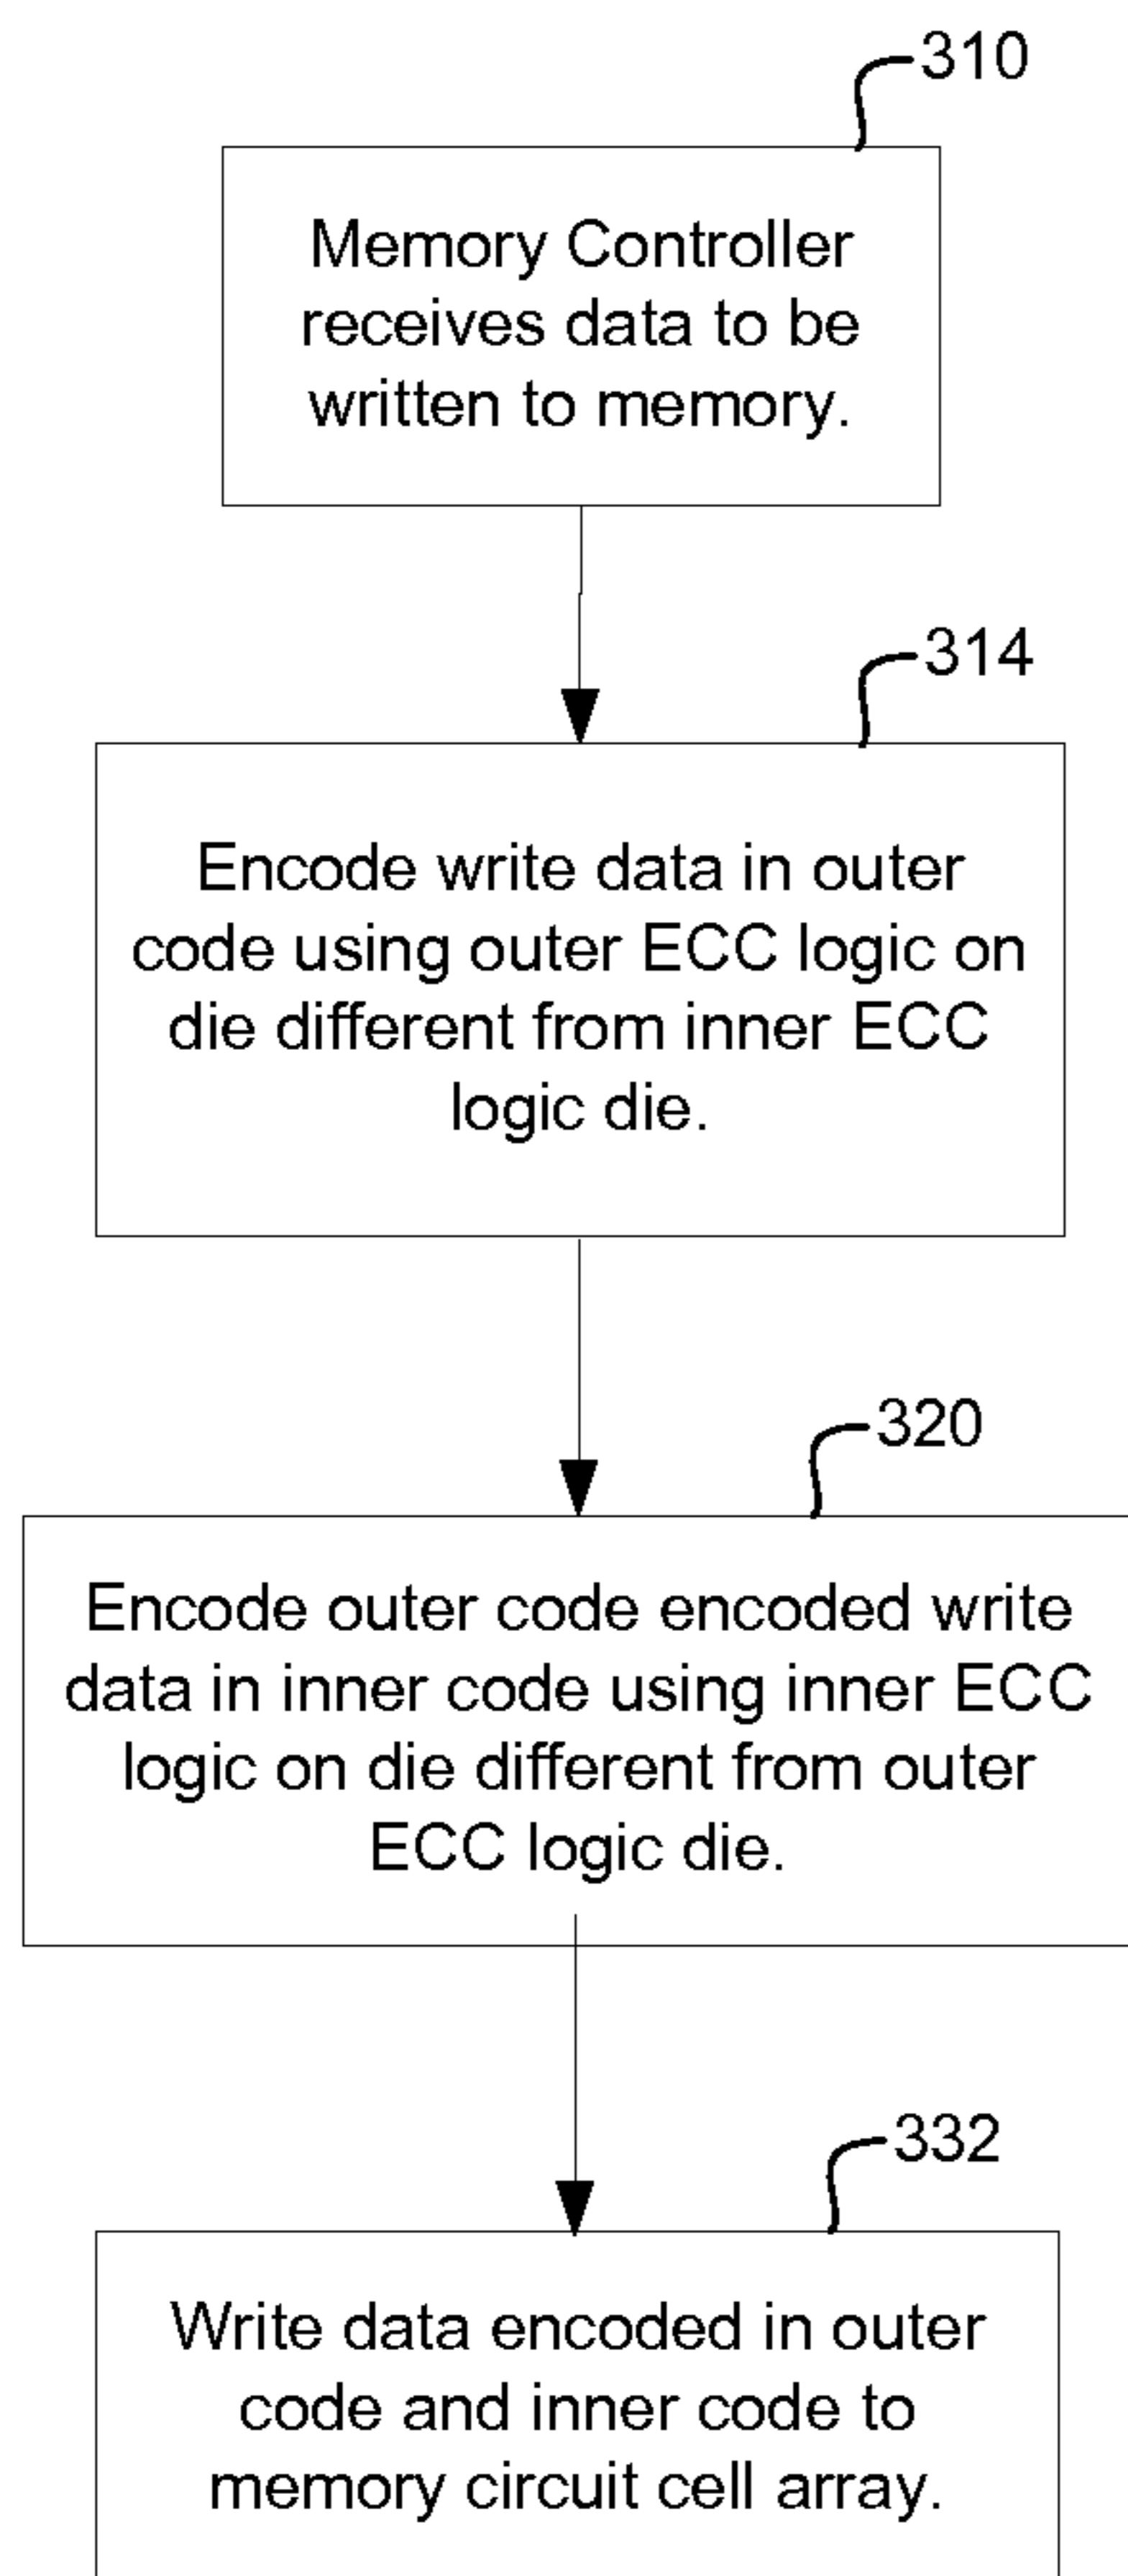 310
Memory Controller
receives data to be
written to memory.
314
Encode write data in outer
code using outer ECC logic on
die different from inner ECC
logic die.
320
Encode outer code encoded write
data in inner code using inner ECC
logic on die different from outer
ECC logic die.
332
Write data encoded in outer
code and inner code to
memory circuit cell array.